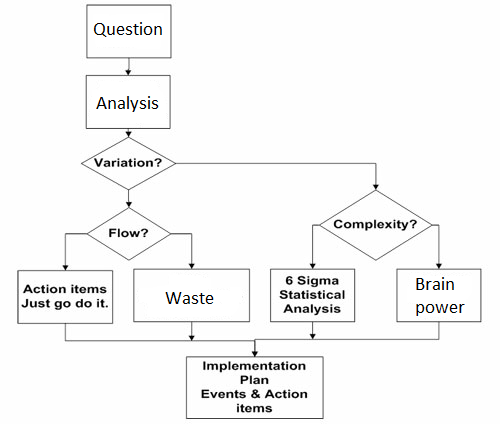 Question
Analysis
Variation?
Flow?
Complexity?
Action items
Just go do it.
Waste
6 Sigma
Statistical
Analysis
Brain
power
Implementation
Plan
Events & Action
items